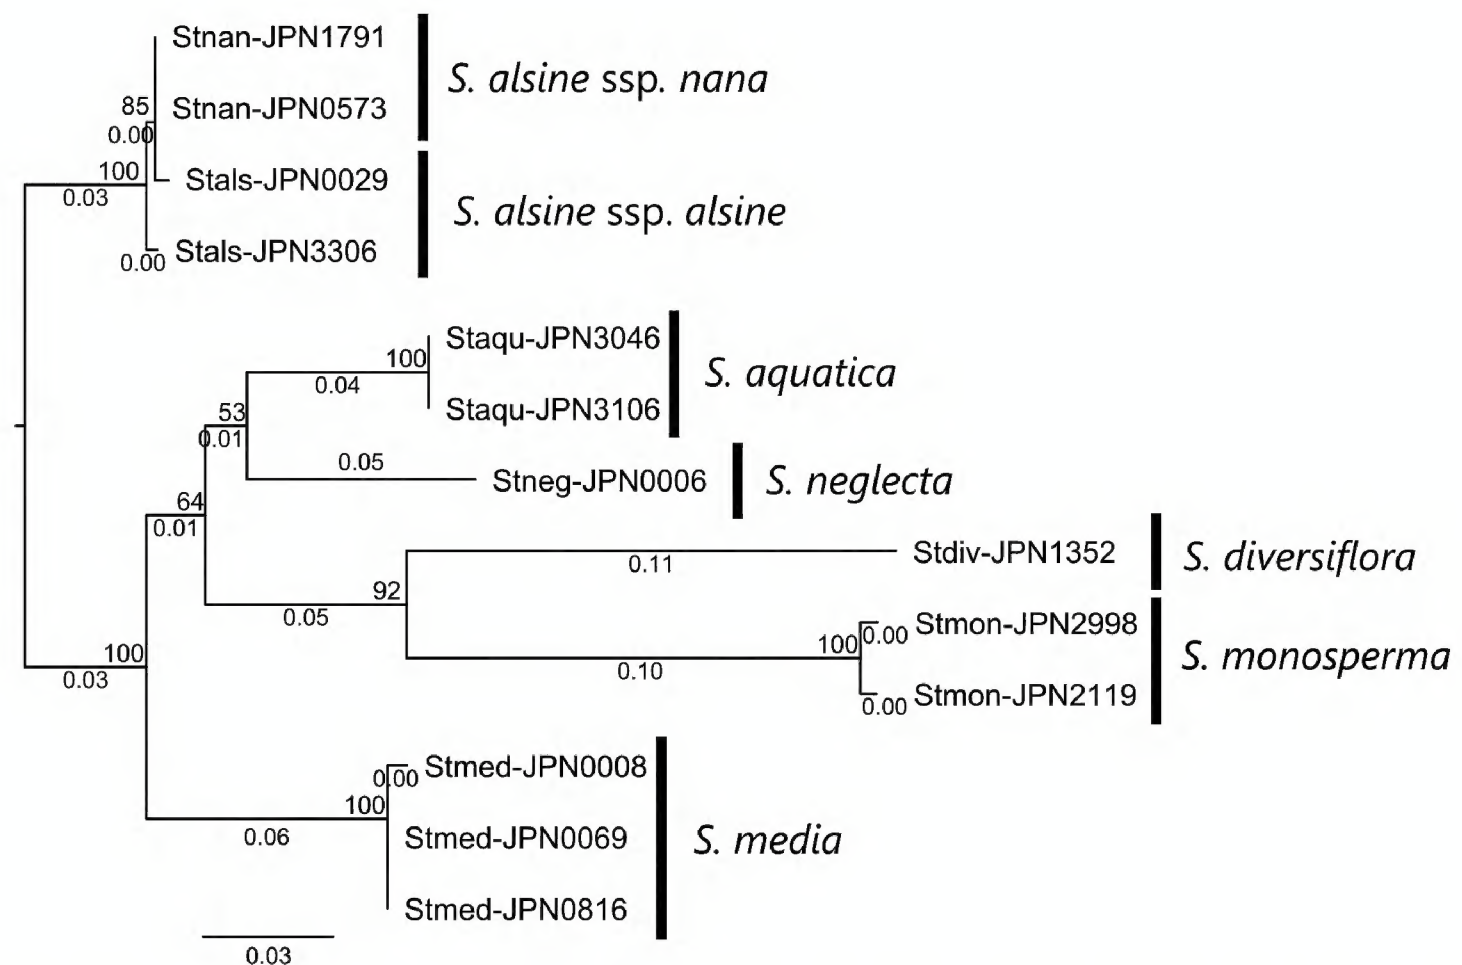 Stnan-JPN1791
S. alsine ssp. nana
85
Stnan-JPN0573
0.00
100
Stals-JPN0029
0.03
S. alsine ssp. alsine
Stals-JPN3306
0.00
Staqu-JPN3046
100
0.04
S. aquatica
Staqu-JPN3106
53
0.01
0.05
Stneg-JPN0006
S. neglecta
64
0.01
Stdiv-JPN1352
0.11
S. diversiflora
92
0.05
Stmon-JPN2998
0.00
100
0.10
S. monosperma
Stmon-JPN2119
0.00
100
0.03
Stmed-JPN0008
0.00
100
0.06
Stmed-JPN0069
S. media
Stmed-JPN0816
0.03